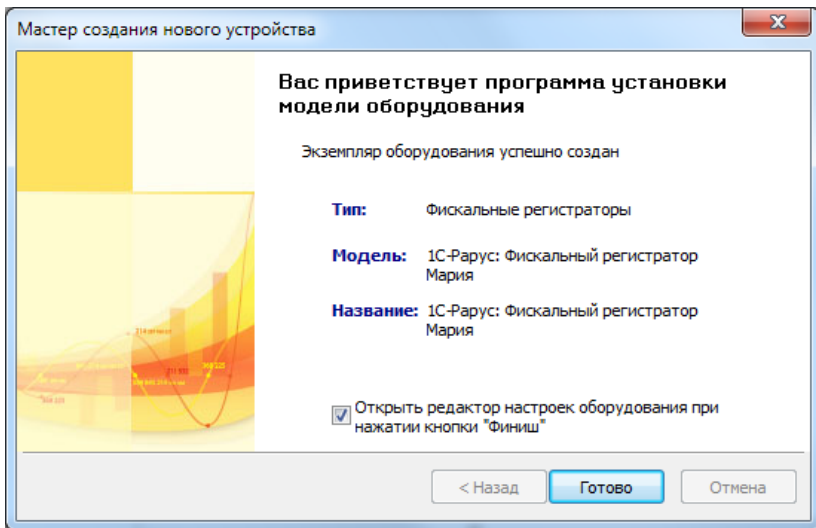 Мастер создания нового устройства
Вас приветствует программа установки
модели оборудования
Экземпляр оборудования успешно создан
Тип: Фискальные регистраторы
Модель: 1С-Рарус: Фискальный регистратор
Мария
Название: 1С-Рарус: Фискальный регистратор
Мария
Открыть редактор настроек оборудования при
нажатии кнопки "Финиш"
< Назад Готово Отмена